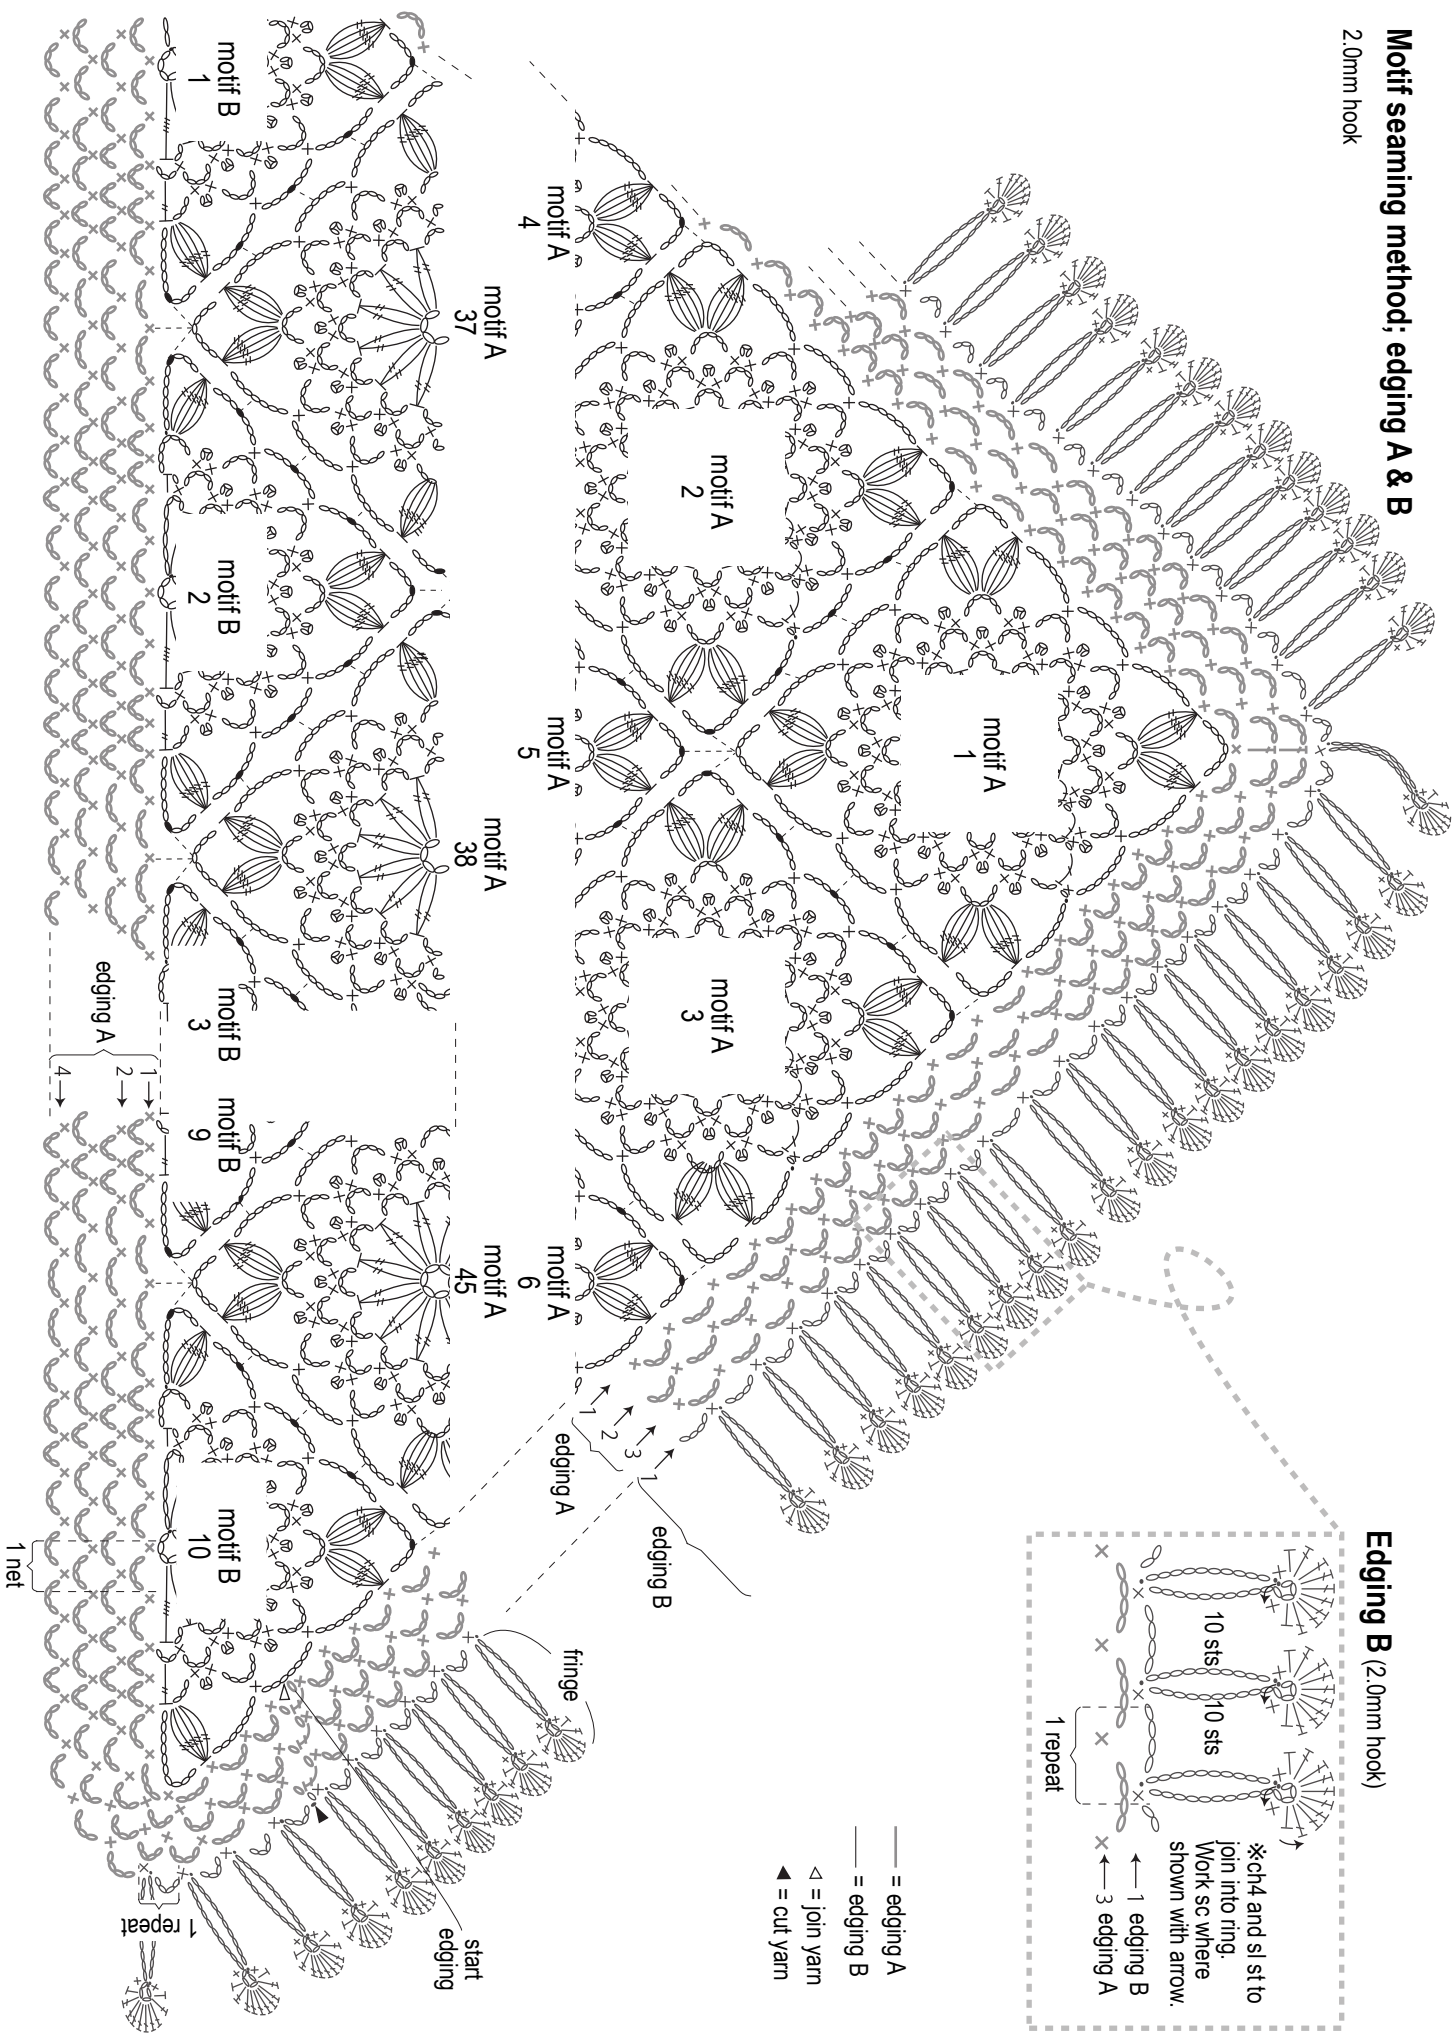 Motif seaming method; edging A & B
2.0mm hook
Edging B (2.0mm hook)
10 sts
10 sts
1 repeat
※ch4 and sl st to
join into ring.
Work sc where
shown with arrow.
1 edging B
3 edging A
= edging A
= edging B
= join yarn
= cut yarn
motif A
1
motif A
2
motif A
3
motif A
4
motif A
5
motif A
6
1
2
3
1
edging A
edging B
motif A
37
motif A
38
motif A
45
fringe
start
edging
motif B
1
motif B
2
motif B
3
motif B
9
motif B
10
edging A
1
2
4
1 net
1 repeat